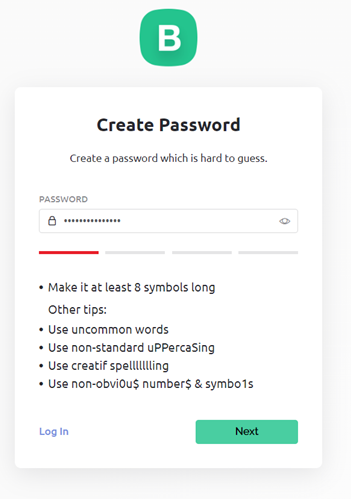 B
Create Password
Create a password which is hard to guess.
PASSWORD
•••••••••••••••
• Make it at least 8 symbols long
Other tips:
• Use uncommon words
• Use non-standard uPPercaSing
• Use creatif spelllllllling
• Use non-obvi0u$ number$ & symbo1s
Log In
Next